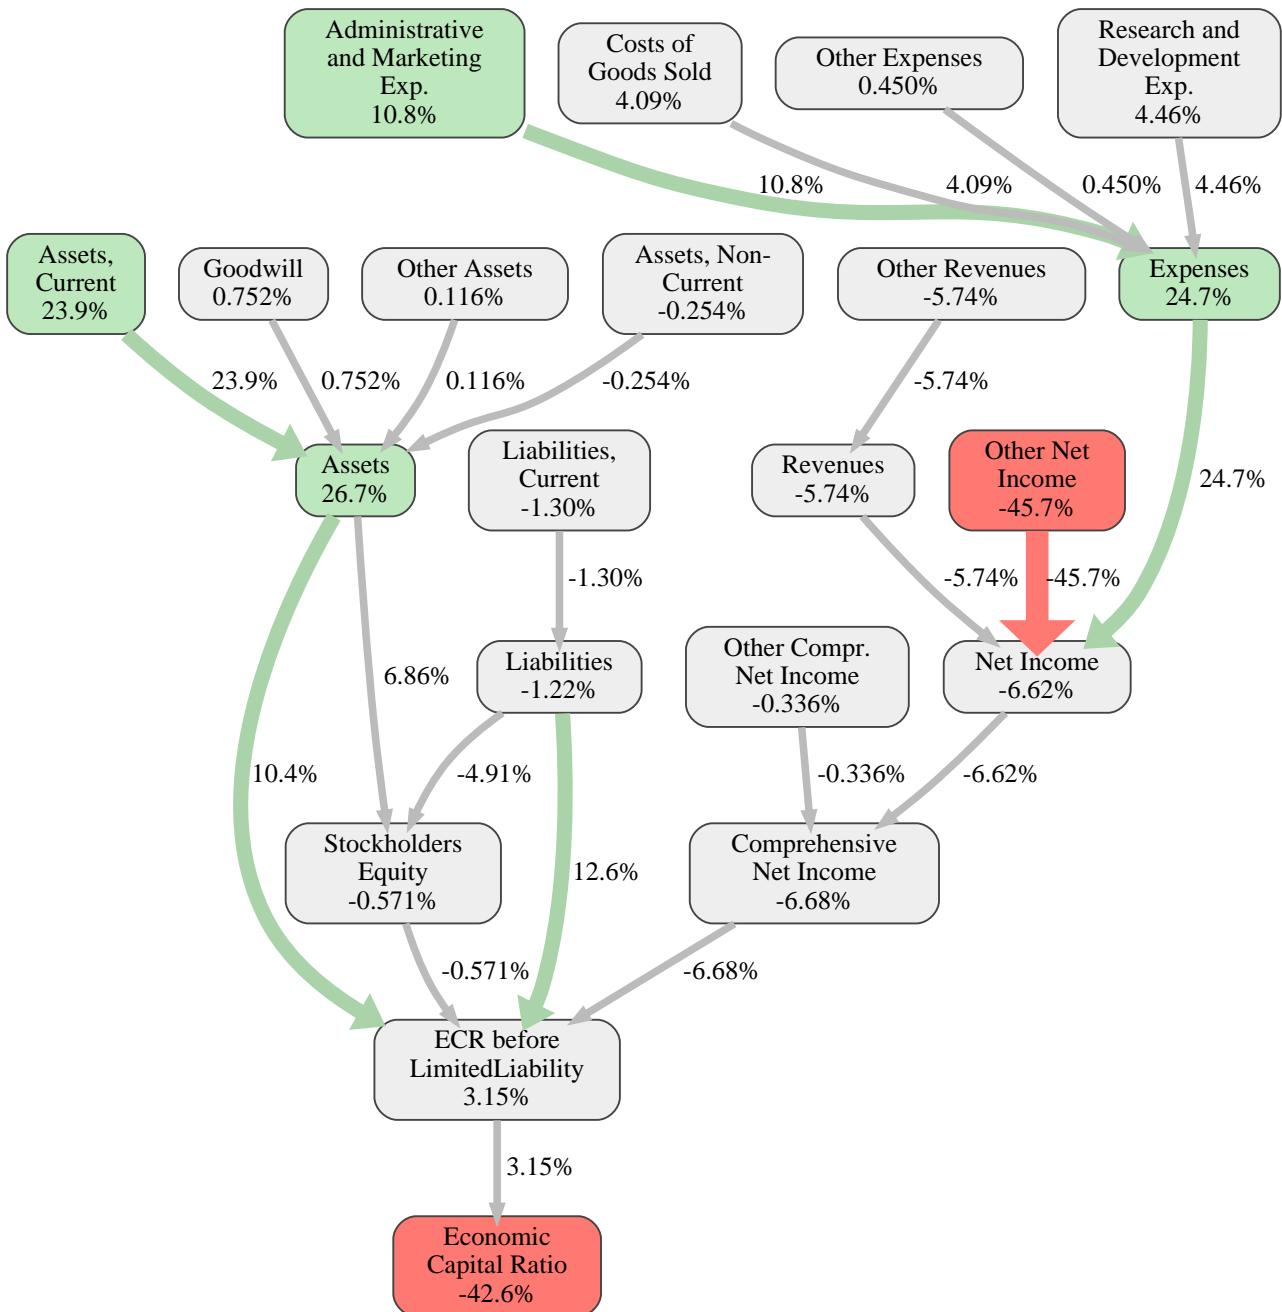 Administrative
and Marketing
Exp.
10.8%
Costs of
Goods Sold
4.09%
Other Expenses
0.450%
Research and
Development
Exp.
4.46%
10.8%
4.09%
0.450%
4.46%
Assets,
Current
23.9%
Goodwill
0.752%
Other Assets
0.116%
Assets, Non-
Current
-0.254%
Other Revenues
-5.74%
Expenses
24.7%
23.9%
0.752%
0.116%
-0.254%
-5.74%
24.7%
Assets
26.7%
Liabilities,
Current
-1.30%
Revenues
-5.74%
Other Net
Income
-45.7%
-1.30%
-5.74%
-45.7%
6.86%
Liabilities
-1.22%
Other Compr.
Net Income
-0.336%
Net Income
-6.62%
10.4%
-4.91%
-0.336%
-6.62%
Stockholders
Equity
-0.571%
12.6%
Comprehensive
Net Income
-6.68%
-0.571%
-6.68%
ECR before
LimitedLiability
3.15%
3.15%
Economic
Capital Ratio
-42.6%